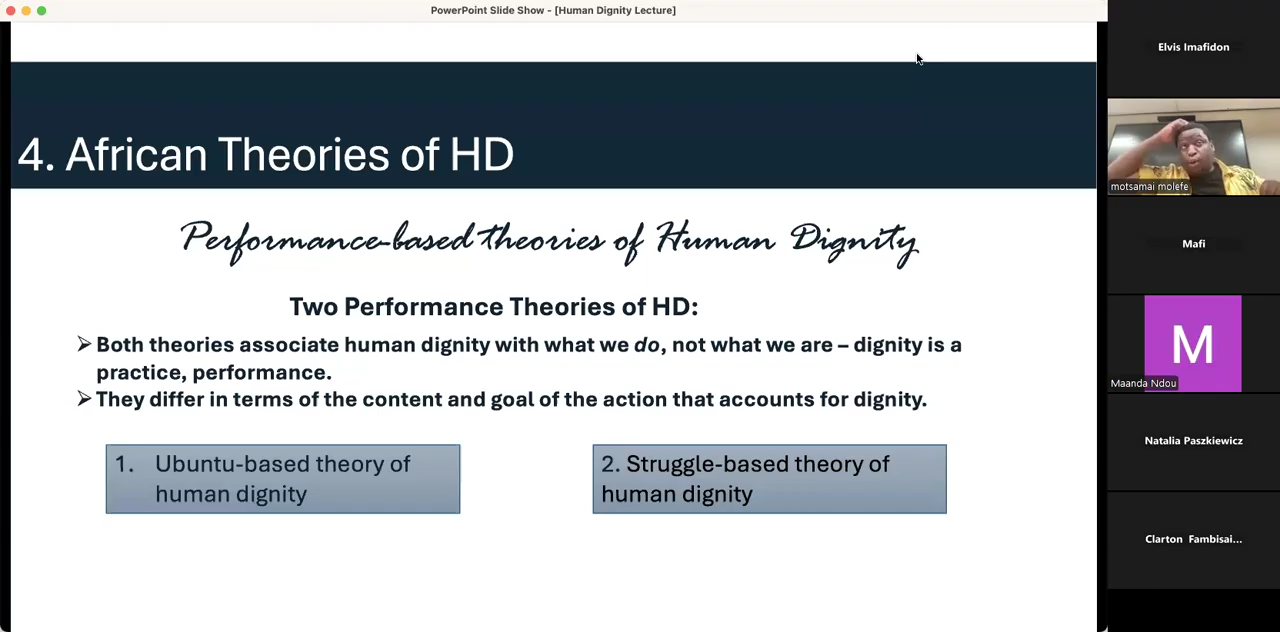 PowerPoint Slide Show - [Human Dignity Lecture]
4. African Theories of HD
Performance-based theories of Human Dignity
Two Performance Theories of HD:
➢ Both theories associate human dignity with what we do, not what we are – dignity is a
practice, performance.
➢ They differ in terms of the content and goal of the action that accounts for dignity.
1. Ubuntu-based theory of
human dignity
2. Struggle-based theory of
human dignity
Elvis Imafidon
motsamai molefe
Mafi
M
Maanda Ndou
Natalia Paszkiewicz
Clarton Fambisai...